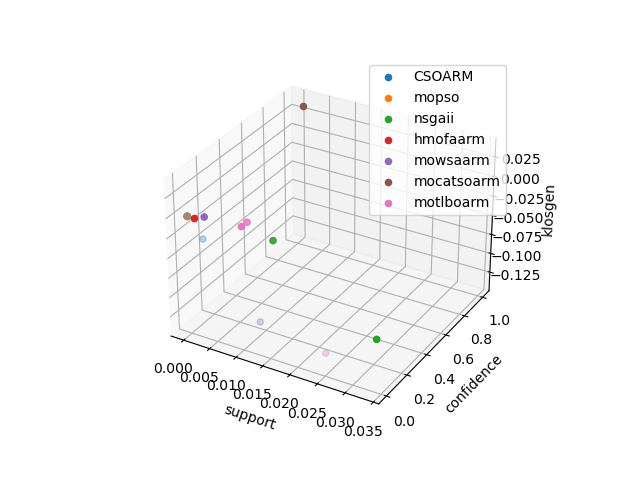 CSOARM
mopso
nsgaii
hmofaarm
mowsaarm
mocatsoarm
motlboarm
0.025
0.000
−0.025
−0.050
−0.075
−0.100
−0.125
klosgen
0.000
0.005
0.010
0.015
0.020
0.025
0.030
0.035
support
0.0
0.2
0.4
0.6
0.8
1.0
confidence